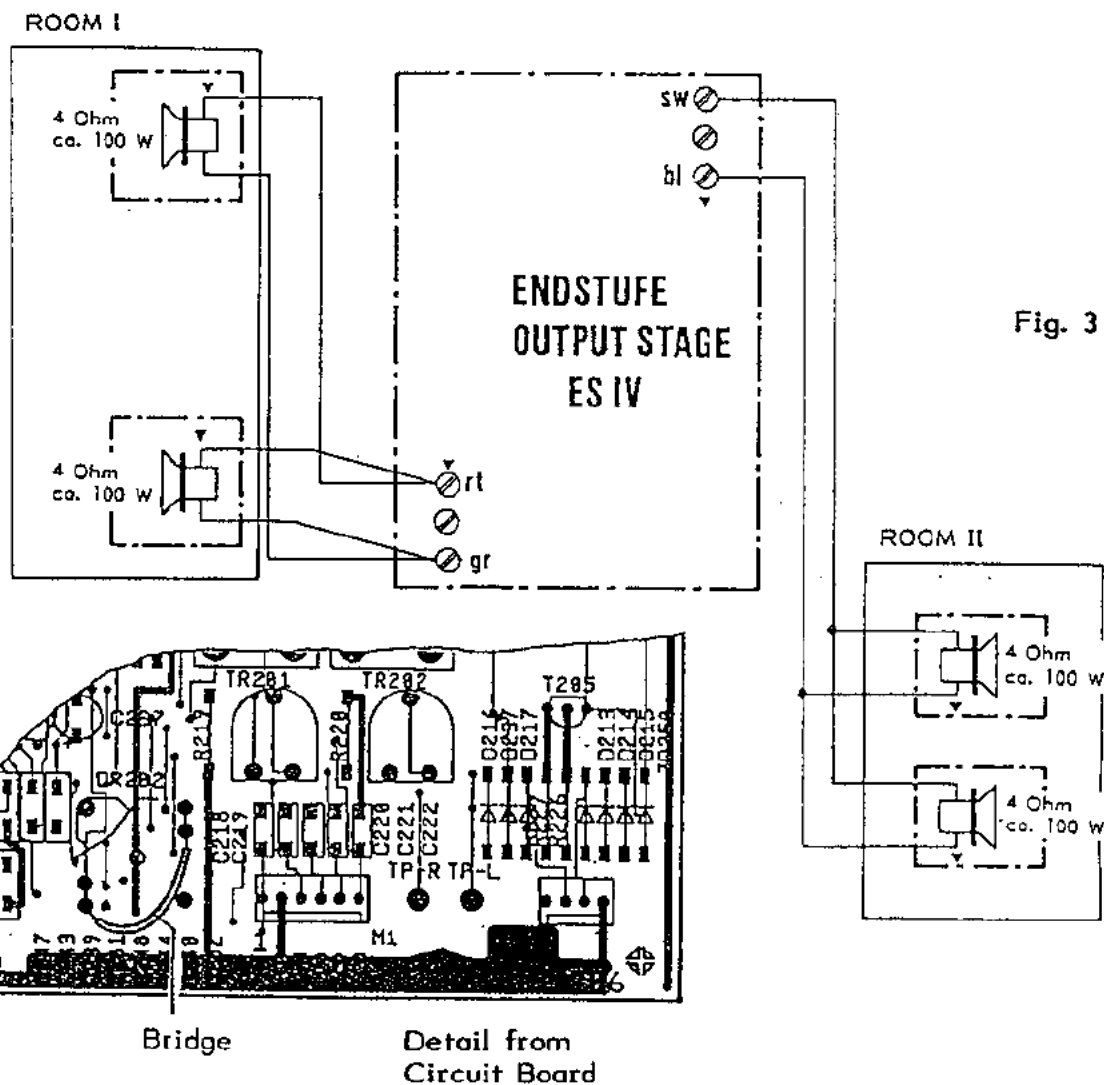 ROOM I
4 Ohm
ca. 100 W
sw
bl
ENDSTUFE
OUTPUT STAGE
ES IV
Fig. 3
4 Ohm
ca. 100 W
rt
gr
ROOM II
4 Ohm
ca. 100 W
4 Ohm
ca. 100 W
TR201
TR202
T205
R217
R220
D216
D217
D213
D214
D215
C218
C219
C220
C221
C222
R226
TP-R TP-L
M1
Bridge
Detail from
Circuit Board